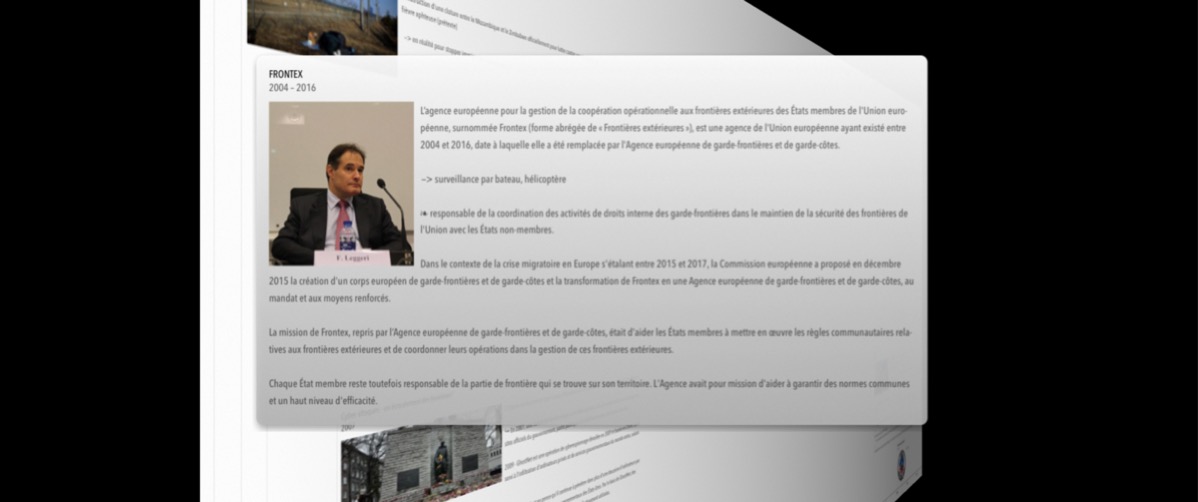 fièvre aphteuse (prétexte)
FRONTEX
2004 - 2016
L'agence européenne pour la gestion de la coopération opérationnelle aux frontières extérieures des États membres de l'Union euro-
péenne, surnommée Frontex (forme abrégée de « Frontières extérieures »), est une agence de l'Union européenne ayant existé entre
2004 et 2016, date à laquelle elle a été remplacée par l'Agence européenne de garde-frontières et de garde-côtes.
—> surveillance par bateau, hélicoptère
❧ responsable de la coordination des activités de droits interne des garde-frontières dans le maintien de la sécurité des frontières de
l'Union avec les États non-membres.
F. Leggeri
Dans le contexte de la crise migratoire en Europe s'étalant entre 2015 et 2017, la Commission européenne a proposé en décembre
2015 la création d'un corps européen de garde-frontières et de garde-côtes et la transformation de Frontex en une Agence européenne de garde-frontières et de garde-côtes, au
mandat et aux moyens renforcés.
La mission de Frontex, repris par l'Agence européenne de garde-frontières et de garde-côtes, était d'aider les États membres à mettre en œuvre les règles communautaires rela-
tives aux frontières extérieures et de coordonner leurs opérations dans la gestion de ces frontières extérieures.
Chaque État membre reste toutefois responsable de la partie de frontière qui se trouve sur son territoire. L'Agence avait pour mission d'aider à garantir des normes communes
et un haut niveau d'efficacité.
2007